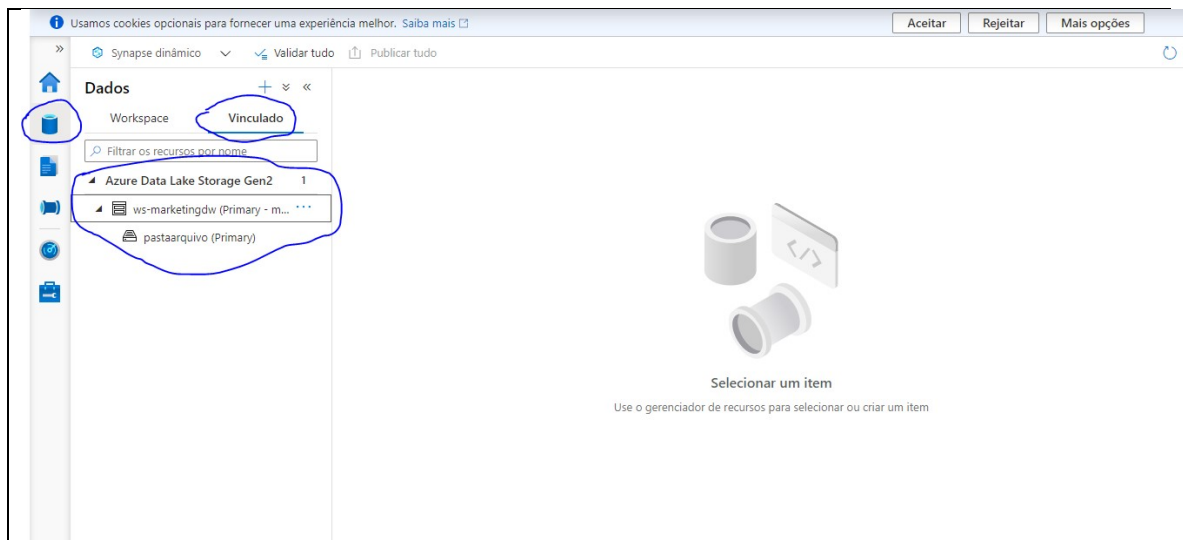 Usamos cookies opcionais para fornecer uma experiência melhor. Saiba mais
Aceitar
Rejeitar
Mais opções
Synapse dinâmico
Validar tudo
Publicar tudo
Dados
Workspace
Vinculado
Filtrar os recursos por nome
Azure Data Lake Storage Gen2 1
ws-marketingdw (Primary - m...
pastaarquivo (Primary)
Selecionar um item
Use o gerenciador de recursos para selecionar ou criar um item